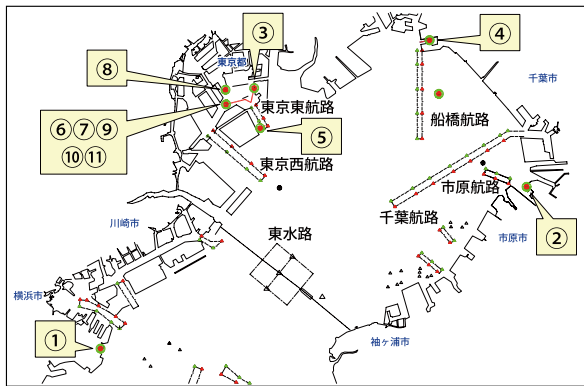 ③
④
東京都
⑧
千葉市
東京東航路
船橋航路
⑥⑦⑨
⑩⑪
⑤
東京西航路
市原航路
千葉航路
②
川崎市
東水路
市原市
横浜市
①
袖ヶ浦市